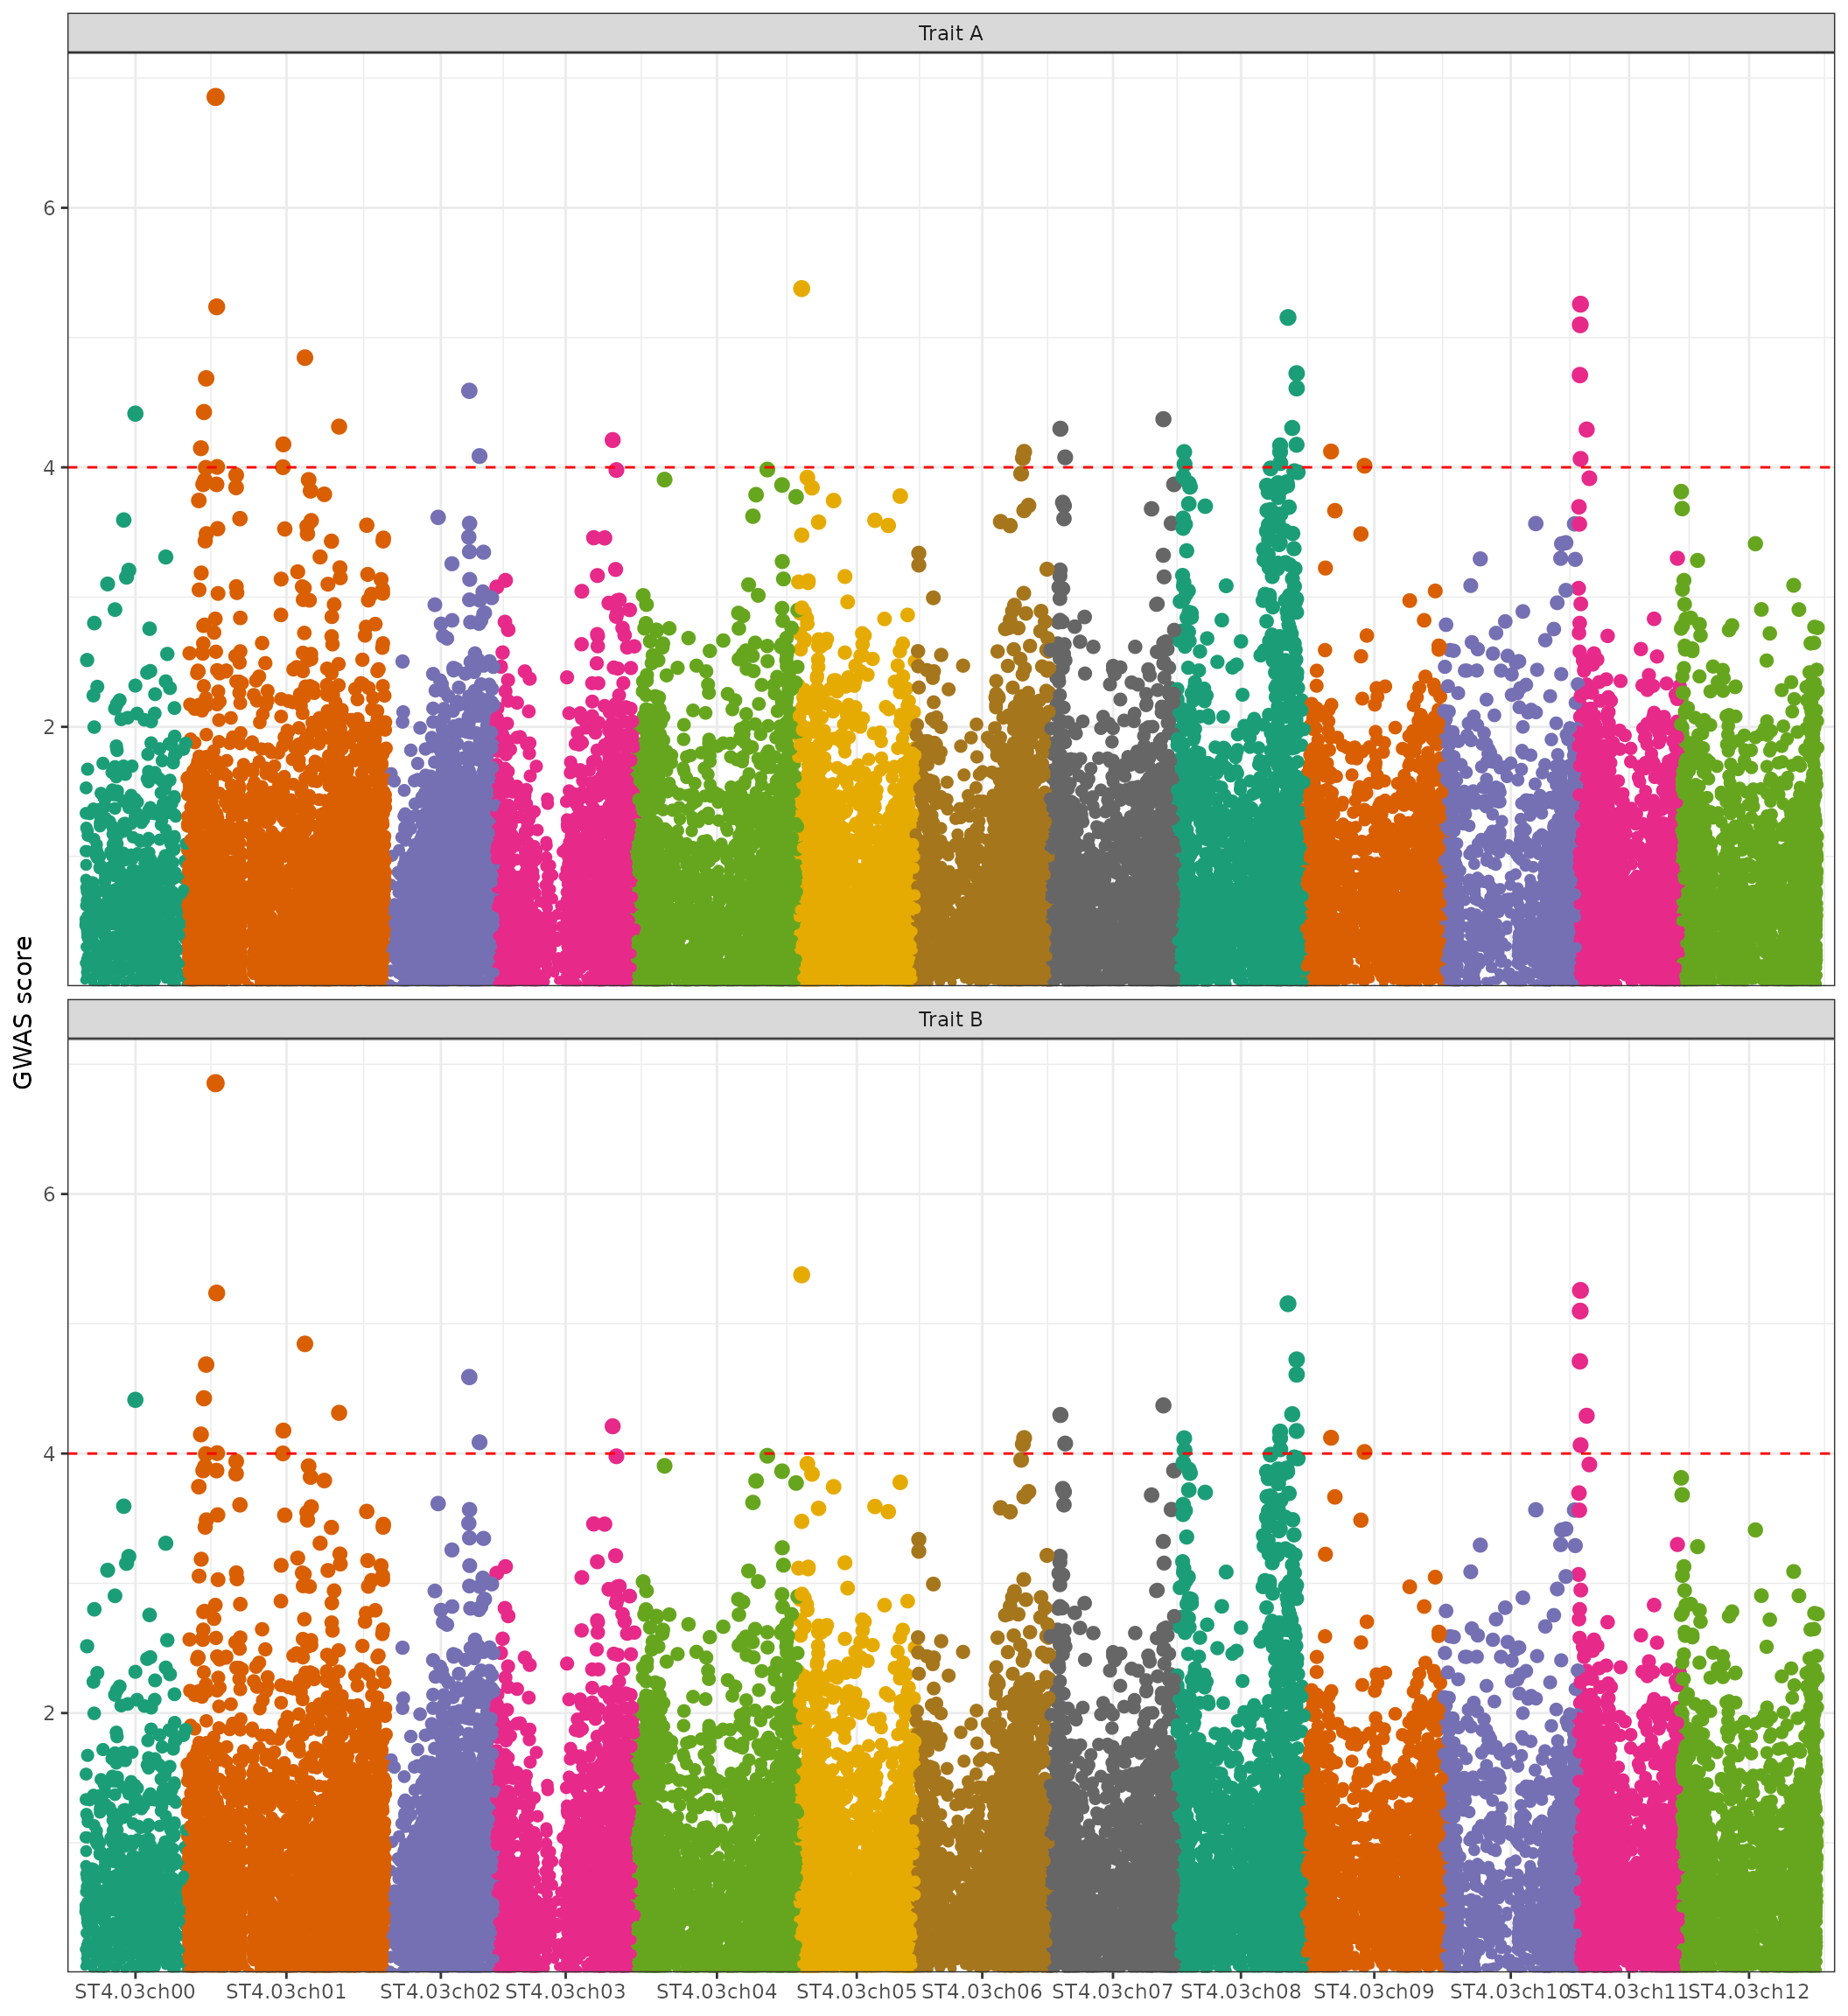 Trait A
6
4
2
GWAS score
Trait B
6
4
2
ST4.03ch00 ST4.03ch01 ST4.03ch02 ST4.03ch03 ST4.03ch04 ST4.03ch05 ST4.03ch06 ST4.03ch07 ST4.03ch08 ST4.03ch09 ST4.03ch10 ST4.03ch11 ST4.03ch12